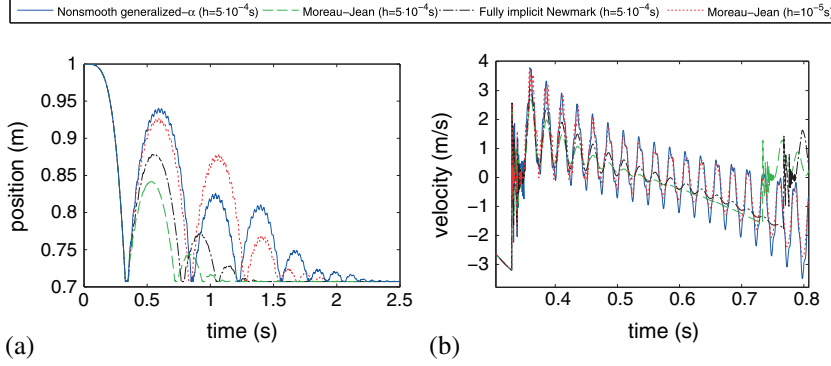 Nonsmooth generalized−α (h=5·10⁻⁴s) Moreau−Jean (h=5·10⁻⁴s) Fully implicit Newmark (h=5·10⁻⁴s) Moreau−Jean (h=10⁻⁵s)
1
0.95
0.9
0.85
0.8
0.75
0.7
position (m)
0 0.5 1.0 1.5 2 2.5
time (s)
(a)
4
3
2
1
0
−1
−2
−3
velocity (m/s)
0.4 0.5 0.6 0.7 0.8
time (s)
(b)